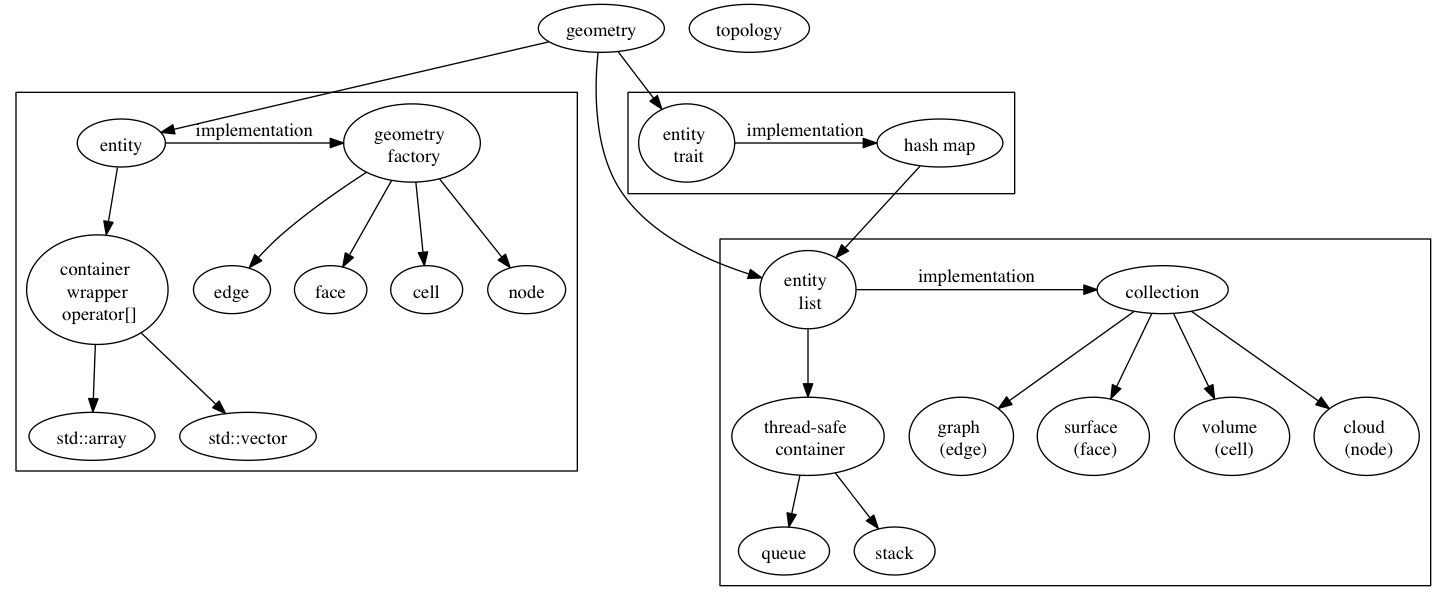 geometry
topology
entity
implementation
geometry
factory
entity
trait
implementation
hash map
container
wrapper
operator[]
edge
face
cell
node
entity
list
implementation
collection
std::array
std::vector
thread-safe
container
graph
(edge)
surface
(face)
volume
(cell)
cloud
(node)
queue
stack